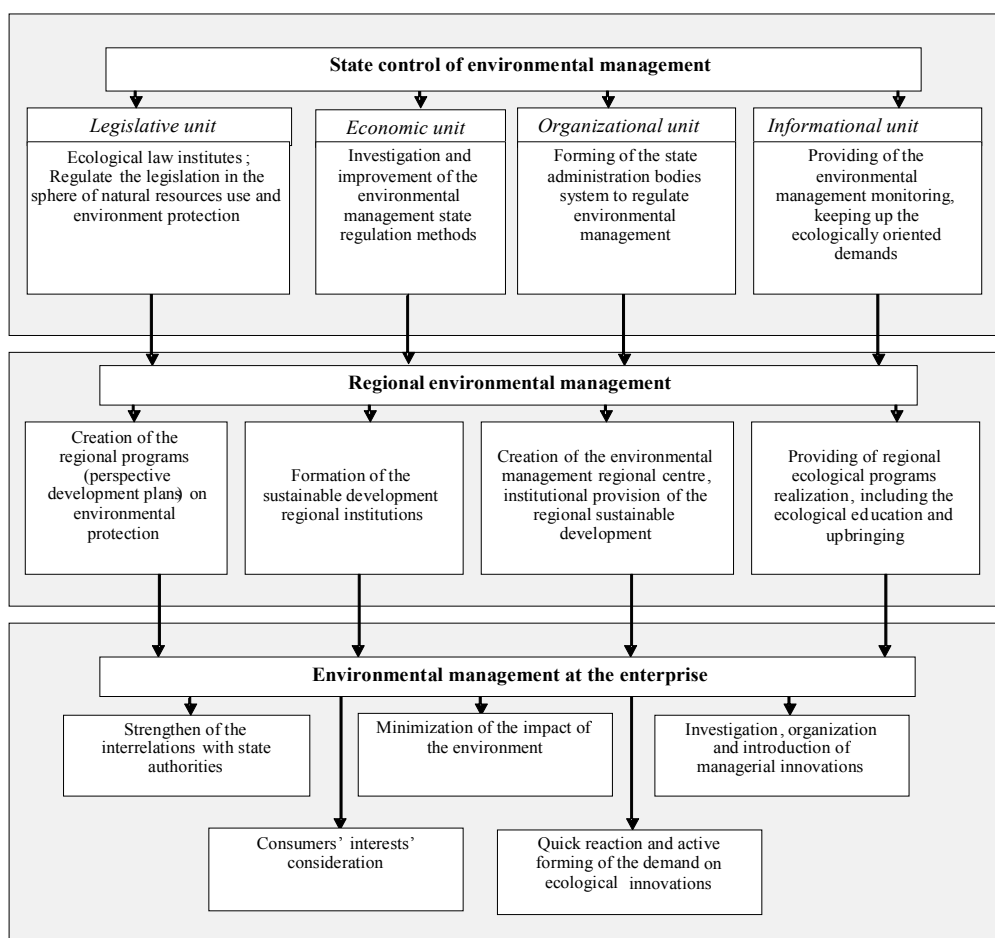 State control of environmental management
Legislative unit
Ecological law institutes ;
Regulate the legislation in the
sphere of natural resources use and
environment protection
Economic unit
Investigation and
improvement of the
environmental
management state
regulation methods
Organizational unit
Forming of the state
administration bodies
system to regulate
environmental
management
Informational unit
Providing of the
environmental
management monitoring,
keeping up the
ecologically oriented
demands
Regional environmental management
Creation of the
regional programs
(perspective
development plans) on
environmental
protection
Formation of the
sustainable development
regional institutions
Creation of the environmental
management regional centre,
institutional provision of the
regional sustainable
development
Providing of regional
ecological programs
realization, including the
ecological education and
upbringing
Environmental management at the enterprise
Strengthen of the
interrelations with state
authorities
Minimization of the impact of
the environment
Investigation, organization
and introduction of
managerial innovations
Consumers’ interests’
consideration
Quick reaction and active
forming of the demand on
ecological innovations